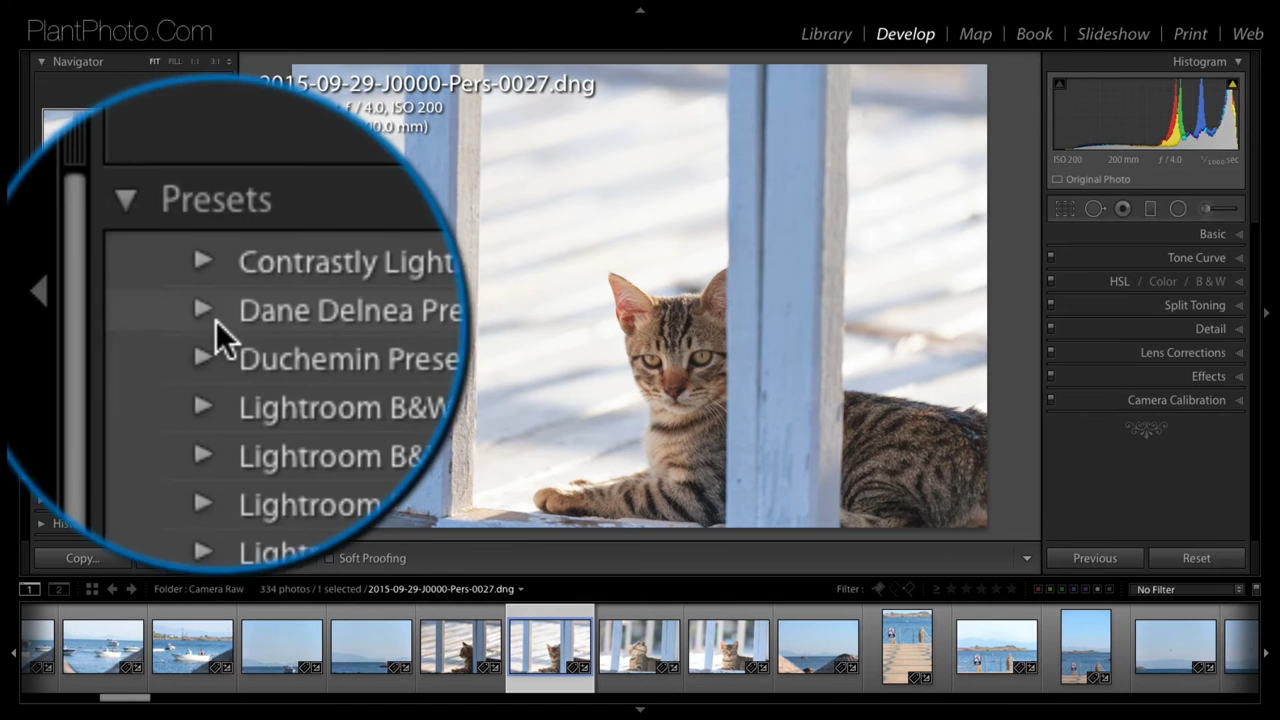 PlantPhoto.Com
Library | Develop | Map | Book | Slideshow | Print | Web
Navigator FIT FILL 1:1 3:1
Histogram
2015-09-29-J0000-Pers-0027.dng
f / 4.0, ISO 200
ISO 200 200 mm f / 4.0 1/1000 sec
Original Photo
Presets
Contrastly Light
Dane Delnea Pre
Duchemin Prese
Lightroom B&W
Lightroom B&
Lightroom
Light
Basic
Tone Curve
HSL / Color / B & W
Split Toning
Detail
Lens Corrections
Effects
Camera Calibration
Copy...
Soft Proofing
Previous
Reset
1 2 Folder : Camera Raw 334 photos / 1 selected / 2015-09-29-J0000-Pers-0027.dng Filter : No Filter